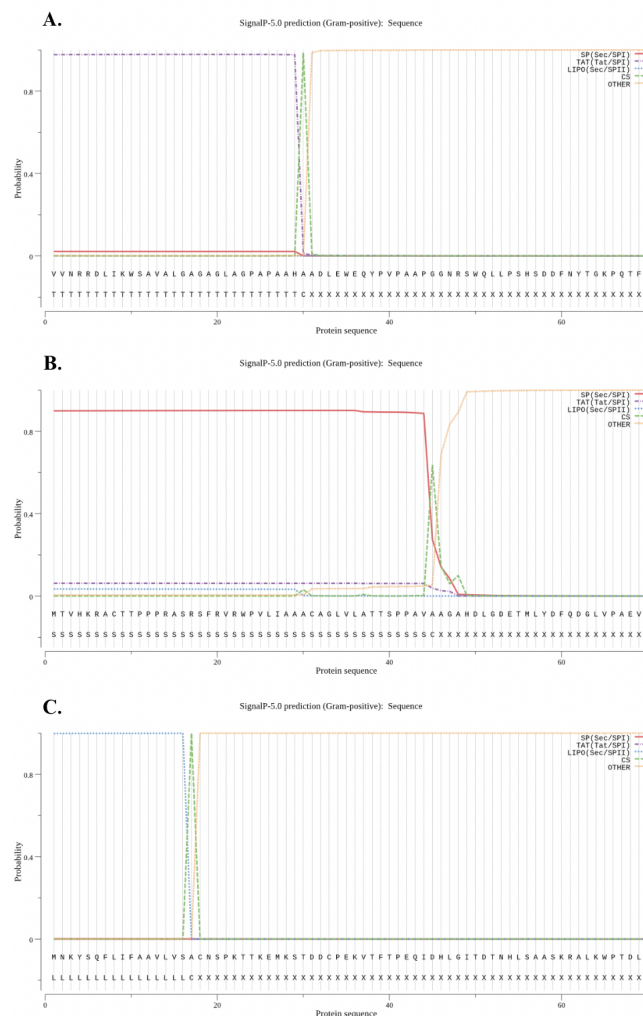 A.
SignalP-5.0 prediction (Gram-positive): Sequence
SP(Sec/SPI)
TAT(Tat/SPI)
LIPO(Sec/SPII)
CS
OTHER
0.8
0.4
0
Probability
V V N R R D L I K W S A V A L G A G A G L A G P A P A A H A A D L E W E Q Y P V P A A P G G N R S W Q L L P S H S D D F N Y T G K P Q T F
T T T T T T T T T T T T T T T T T T T T T T T T T T T T T C X X X X X X X X X X X X X X X X X X X X X X X X X X X X X X X X X X X X X X X
0 20 40 60
Protein sequence
B.
SignalP-5.0 prediction (Gram-positive): Sequence
SP(Sec/SPI)
TAT(Tat/SPI)
LIPO(Sec/SPII)
CS
OTHER
0.8
0.4
0
Probability
M T V H K R A C T T P P P R A S R S F R V R W P V L I A A A C A G L V L A T T S P P A V A A G A H D L G D E T M L Y D F Q D G L V P A E V
S S S S S S S S S S S S S S S S S S S S S S S S S S S S S S S S S S S S S S S S S S S S C X X X X X X X X X X X X X X X X X X X X X X X X
0 20 40 60
Protein sequence
C.
SignalP-5.0 prediction (Gram-positive): Sequence
SP(Sec/SPI)
TAT(Tat/SPI)
LIPO(Sec/SPII)
CS
OTHER
0.8
0.4
0
Probability
M N K Y S Q F L I F A A V L V S A C N S P K T T K E M K S T D D C P E K V T F T P E Q I D H L G I T D T N H L S A A S K R A L K W P T D L
L L L L L L L L L L L L L L L L C X X X X X X X X X X X X X X X X X X X X X X X X X X X X X X X X X X X X X X X X X X X X X X X X X X X X
0 20 40 60
Protein sequence